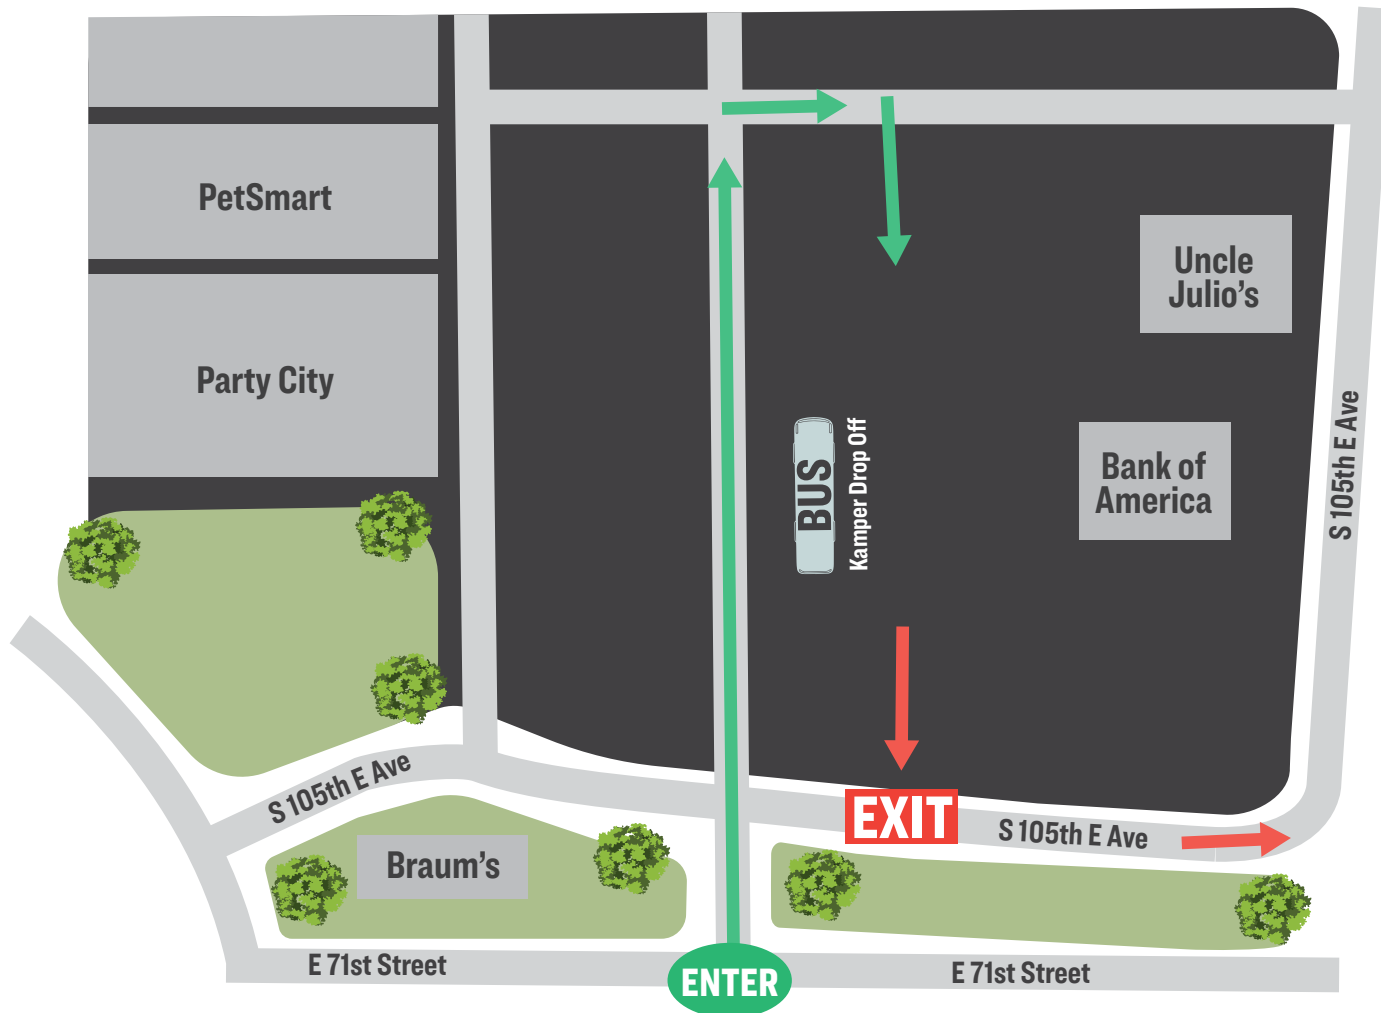 PetSmart
Uncle
Julio's
Party City
BUS
Kamper Drop Off
Bank of
America
S 105th E Ave
S 105th E Ave
EXIT
S 105th E Ave
Braum's
E 71st Street
ENTER
E 71st Street